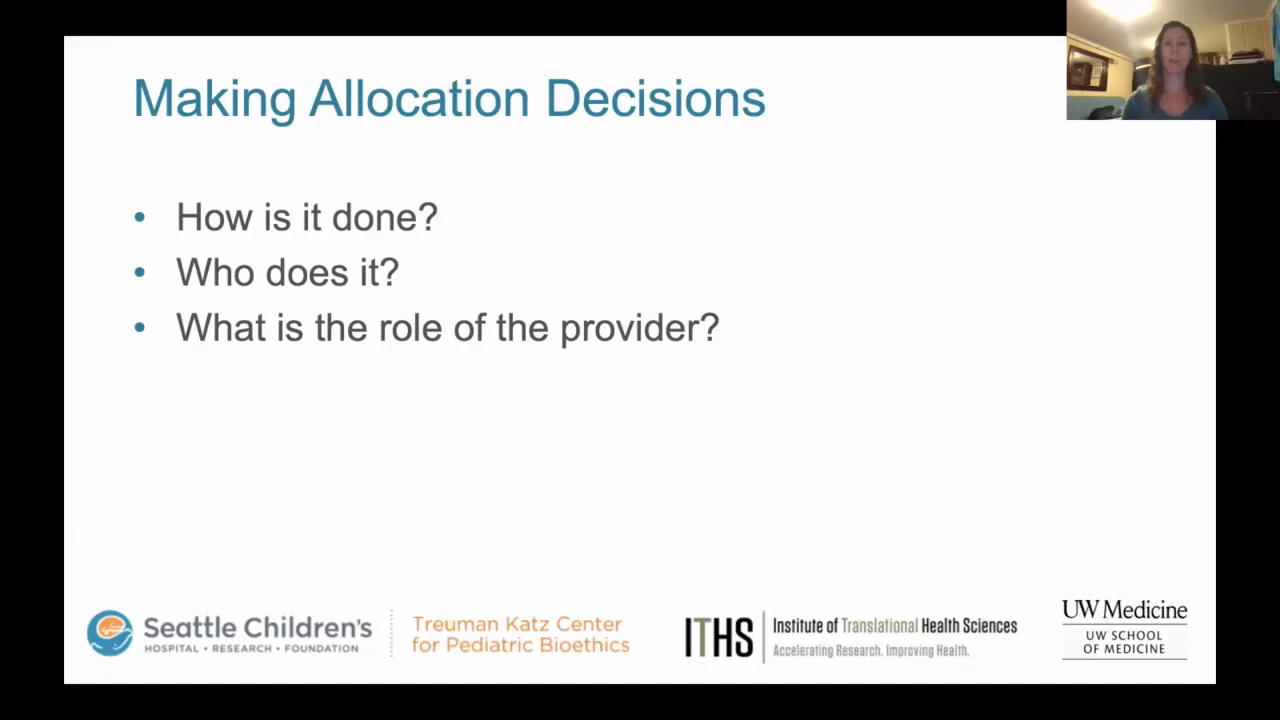 Making Allocation Decisions
• How is it done?
• Who does it?
• What is the role of the provider?
Seattle Children's
HOSPITAL • RESEARCH • FOUNDATION
Treuman Katz Center
for Pediatric Bioethics
ITHS
Institute of Translational Health Sciences
Accelerating Research. Improving Health.
UW Medicine
UW SCHOOL
OF MEDICINE